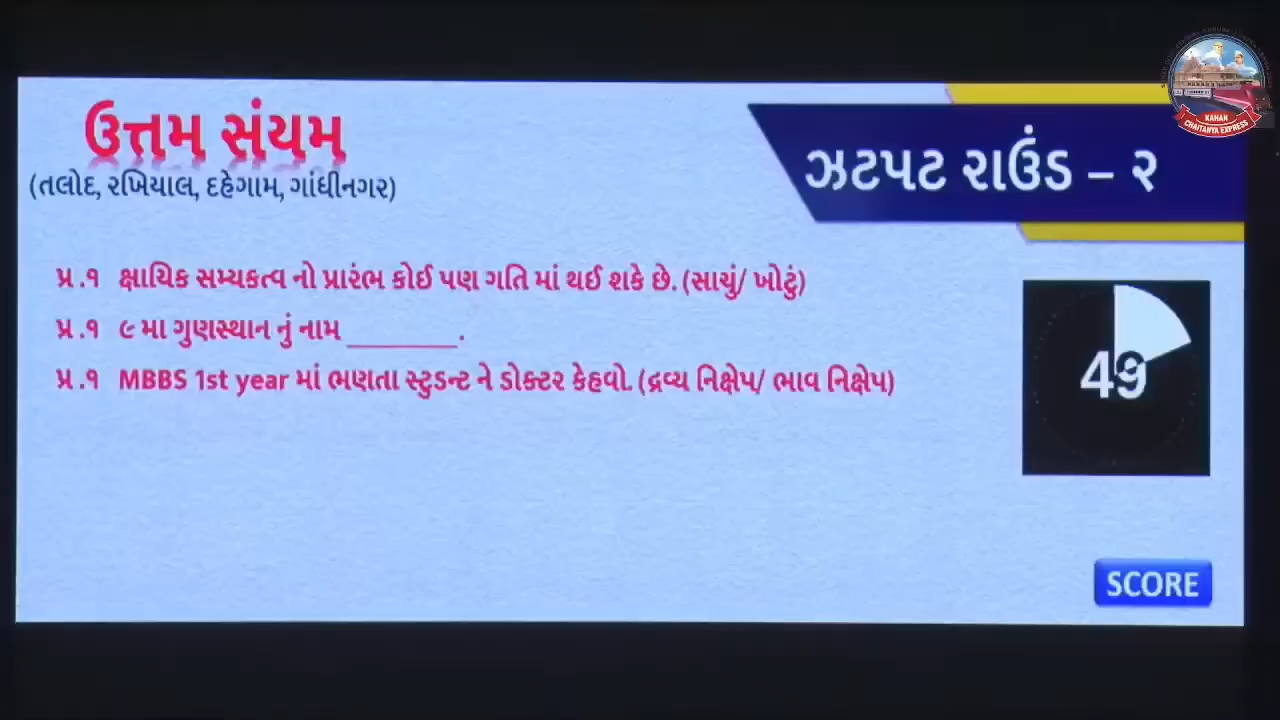 ઉત્તમ સંયમ
(તલોદ, રખિયાલ, દહેગામ, ગાંધીનગર)
ઝટપટ રાઉંડ – ૨
પ્ર.૧ ક્ષાયિક સમ્યકત્વ નો પ્રારંભ કોઈ પણ ગતિ માં થઈ શકે છે. (સાચું/ ખોટું)
પ્ર.૧ ૯ મા ગુણસ્થાન નું નામ ________.
પ્ર.૧ MBBS 1st year માં ભણતા સ્ટુડન્ટ ને ડોક્ટર કેહવો. (દ્રવ્ય નિક્ષેપ/ ભાવ નિક્ષેપ)
49
SCORE
KAHAN
CHAITANYA EXPRESS